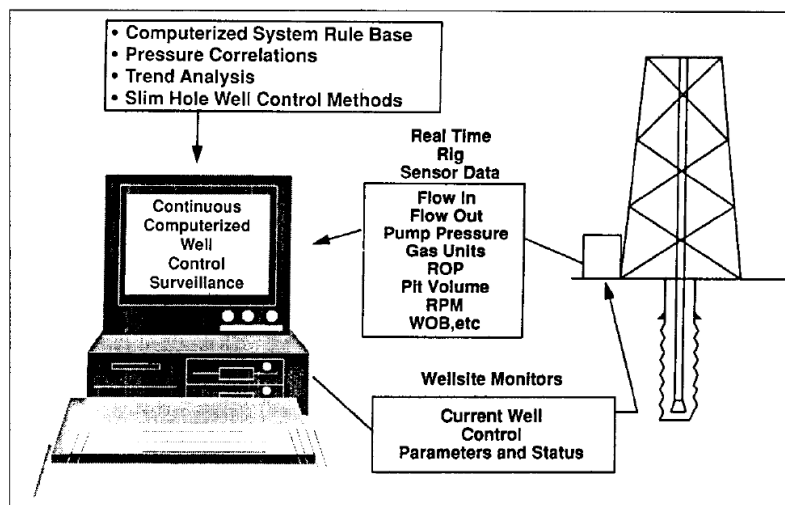 • Computerized System Rule Base
• Pressure Correlations
• Trend Analysis
• Slim Hole Well Control Methods
Real Time
Rig
Sensor Data
Continuous
Computerized
Well
Control
Surveillance
Flow In
Flow Out
Pump Pressure
Gas Units
ROP
Pit Volume
RPM
WOB,etc
Wellsite Monitors
Current Well
Control
Parameters and Status